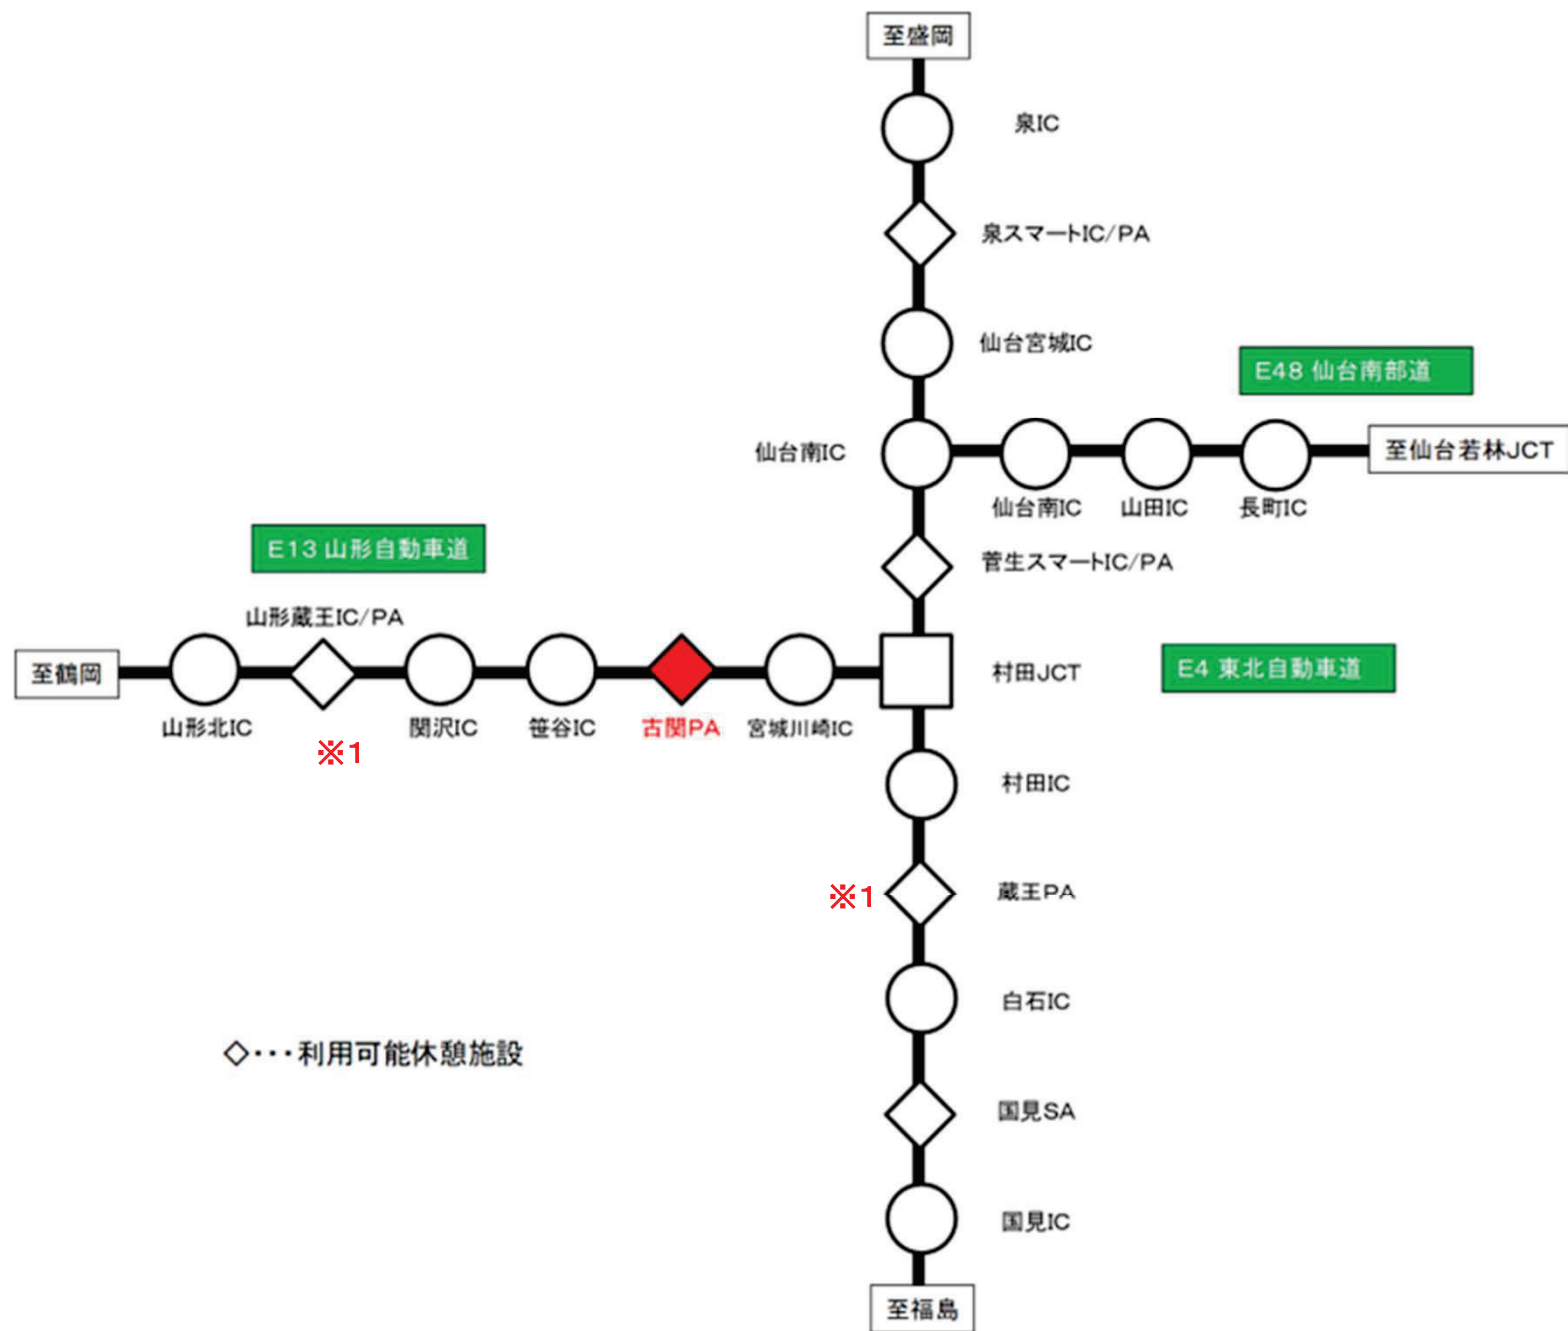 至盛岡
泉IC
泉スマートIC/PA
仙台宮城IC
E48 仙台南部道
仙台南IC
至仙台若林JCT
仙台南IC
山田IC
長町IC
E13 山形自動車道
菅生スマートIC/PA
山形蔵王IC/PA
至鶴岡
村田JCT
E4 東北自動車道
山形北IC
※1
関沢IC
笹谷IC
古関PA
宮城川崎IC
村田IC
※1
蔵王PA
白石IC
◇・・・利用可能休憩施設
国見SA
国見IC
至福島